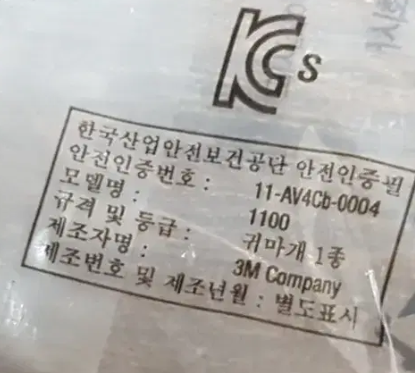 KCs
한국산업안전보건공단 안전인증필
안전인증번호 : 11-AV4Cb-0004
모델명 : 1100
규격 및 등급 : 귀마개 1종
제조자명 : 3M Company
제조번호 및 제조년월 : 별도표시